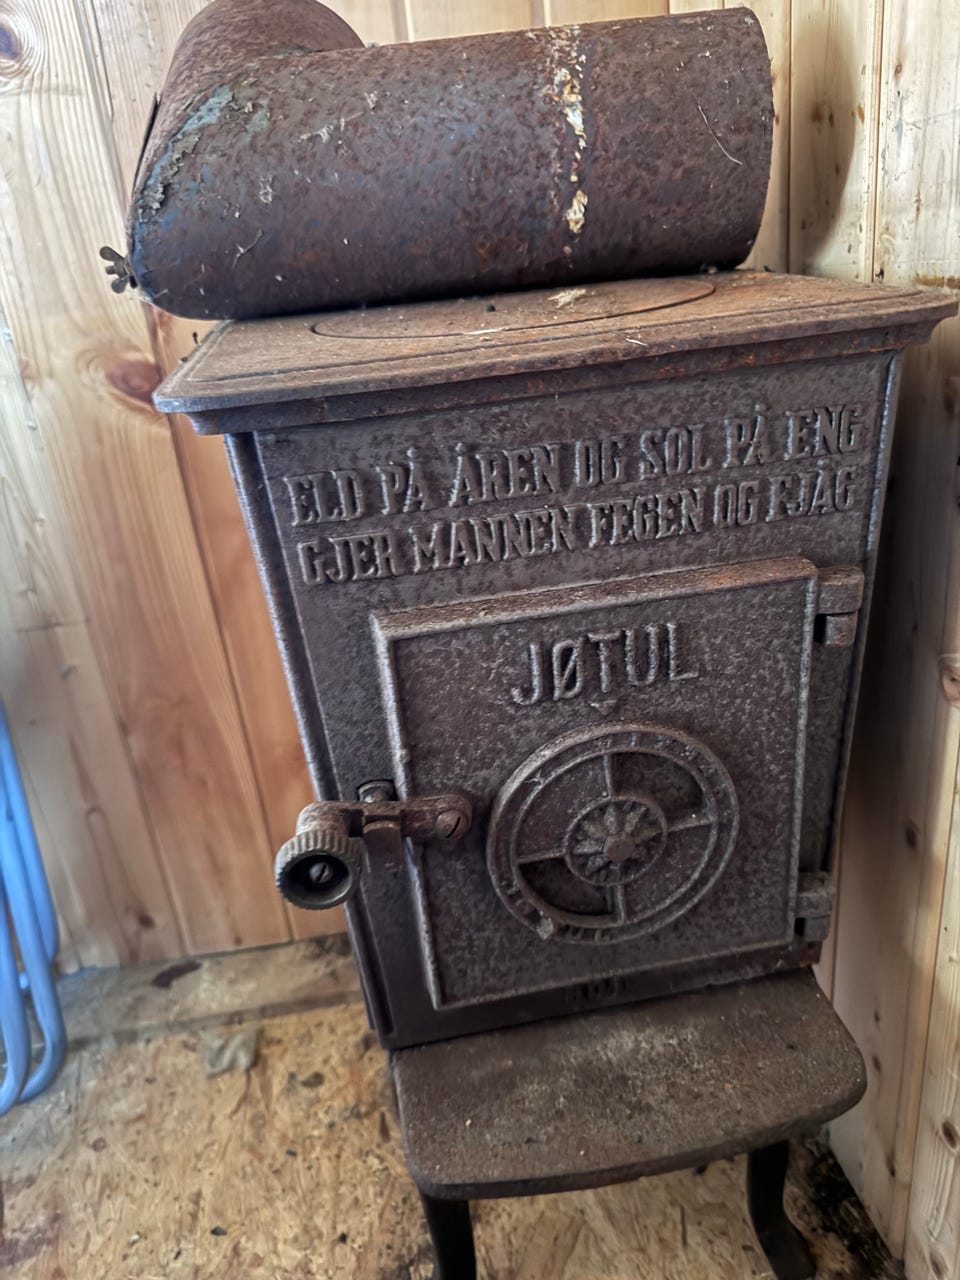 ELD PÅ ÅREN OG SOL PÅ ENG
GJER MANNEN FEGEN OG FJÅG
JØTUL